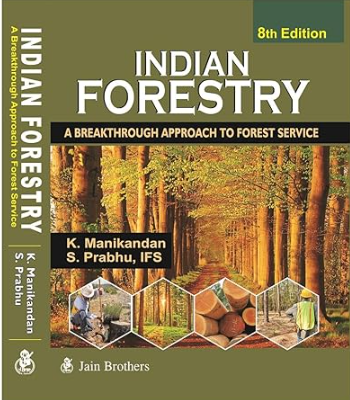 8th Edition
INDIAN
FORESTRY
A BREAKTHROUGH APPROACH TO FOREST SERVICE
K. Manikandan
S. Prabhu, IFS
Jain Brothers
INDIAN FORESTRY
A Breakthrough Approach to Forest Service
K. Manikandan
S. Prabhu